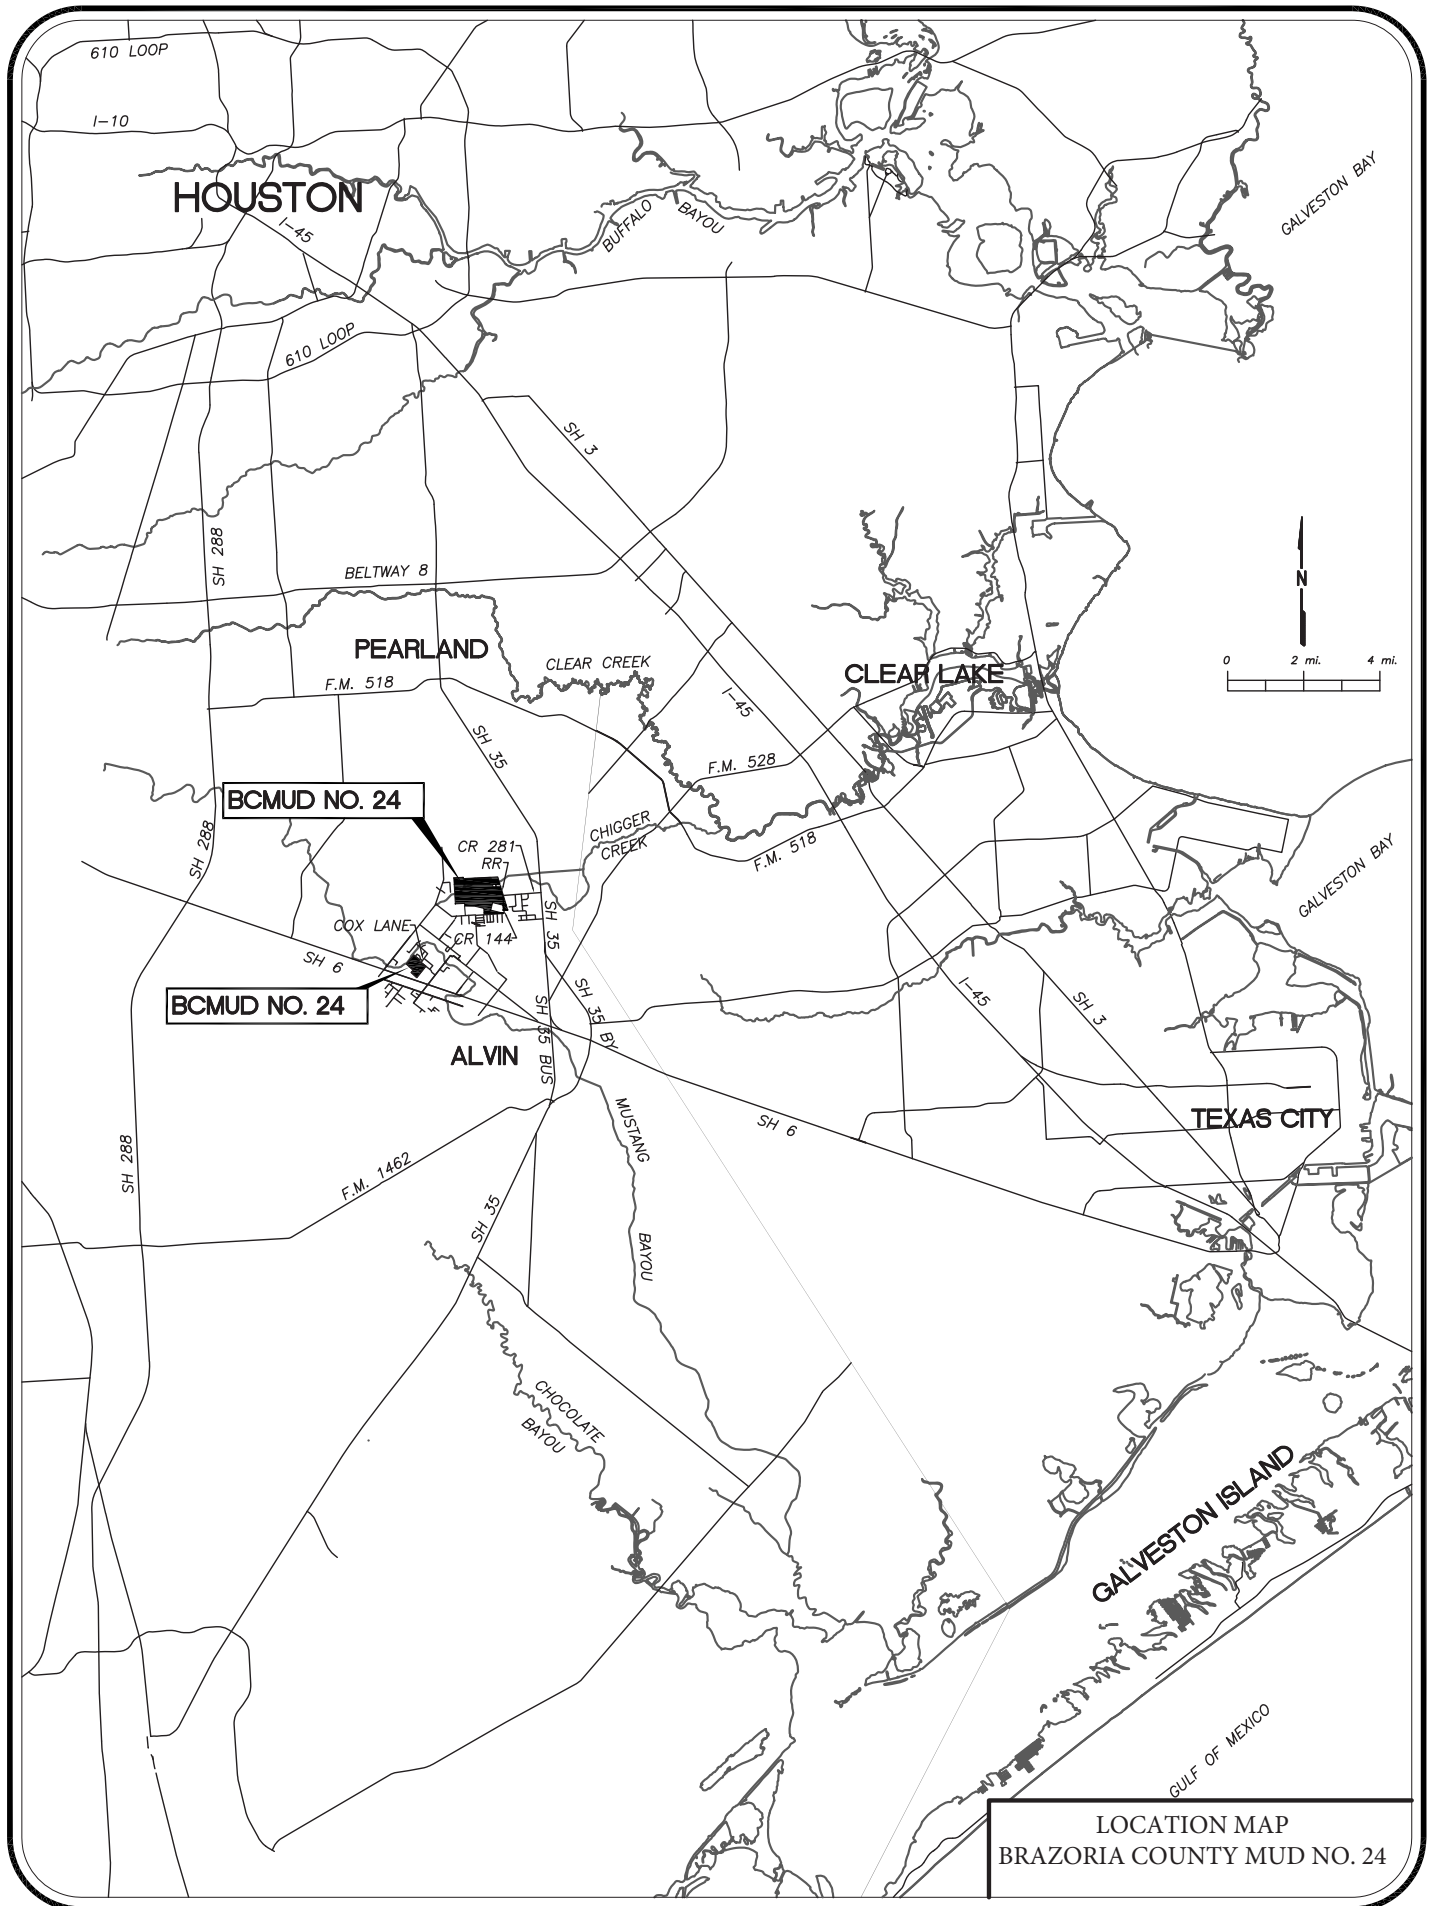 610 LOOP
I-10
HOUSTON
I-45
BUFFALO
BAYOU
GALVESTON BAY
610 LOOP
SH 3
SH 288
BELTWAY 8
N
PEARLAND
CLEAR CREEK
CLEAR LAKE
0 2 mi. 4 mi.
F.M. 518
I-45
SH 35
F.M. 528
BCMUD NO. 24
CHIGGER
CREEK
SH 288
CR 281
RR
F.M. 518
GALVESTON BAY
COX LANE
CR 144
SH 35
SH 6
BCMUD NO. 24
SH 35 BUS
SH 35 BY
I-45
SH 3
ALVIN
MUSTANG
SH 6
TEXAS CITY
SH 288
F.M. 1462
SH 35
BAYOU
CHOCOLATE
BAYOU
GALVESTON ISLAND
GULF OF MEXICO
LOCATION MAP
BRAZORIA COUNTY MUD NO. 24